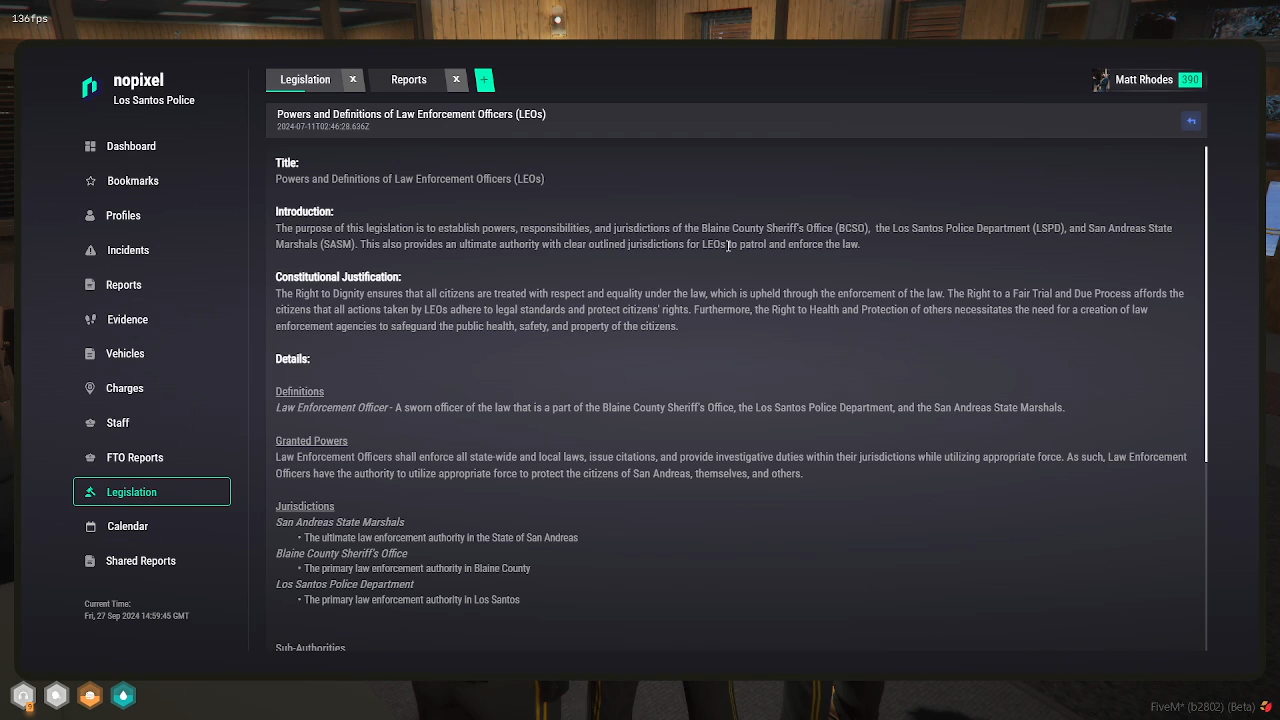 136fps
nopixel
Los Santos Police
Dashboard
Bookmarks
Profiles
Incidents
Reports
Evidence
Vehicles
Charges
Staff
FTO Reports
Legislation
Calendar
Shared Reports
Current Time:
Fri, 27 Sep 2024 14:59:45 GMT
Legislation x Reports x +
Matt Rhodes 390
Powers and Definitions of Law Enforcement Officers (LEOs)
2024-07-11T02:46:28.636Z
Title:
Powers and Definitions of Law Enforcement Officers (LEOs)
Introduction:
The purpose of this legislation is to establish powers, responsibilities, and jurisdictions of the Blaine County Sheriff's Office (BCSO), the Los Santos Police Department (LSPD), and San Andreas State
Marshals (SASM). This also provides an ultimate authority with clear outlined jurisdictions for LEOs to patrol and enforce the law.
Constitutional Justification:
The Right to Dignity ensures that all citizens are treated with respect and equality under the law, which is upheld through the enforcement of the law. The Right to a Fair Trial and Due Process affords the
citizens that all actions taken by LEOs adhere to legal standards and protect citizens' rights. Furthermore, the Right to Health and Protection of others necessitates the need for a creation of law
enforcement agencies to safeguard the public health, safety, and property of the citizens.
Details:
Definitions
Law Enforcement Officer - A sworn officer of the law that is a part of the Blaine County Sheriff's Office, the Los Santos Police Department, and the San Andreas State Marshals.
Granted Powers
Law Enforcement Officers shall enforce all state-wide and local laws, issue citations, and provide investigative duties within their jurisdictions while utilizing appropriate force. As such, Law Enforcement
Officers have the authority to utilize appropriate force to protect the citizens of San Andreas, themselves, and others.
Jurisdictions
San Andreas State Marshals
• The ultimate law enforcement authority in the State of San Andreas
Blaine County Sheriff's Office
• The primary law enforcement authority in Blaine County
Los Santos Police Department
• The primary law enforcement authority in Los Santos
Sub-Authorities
FiveM* (b2802) (Beta)